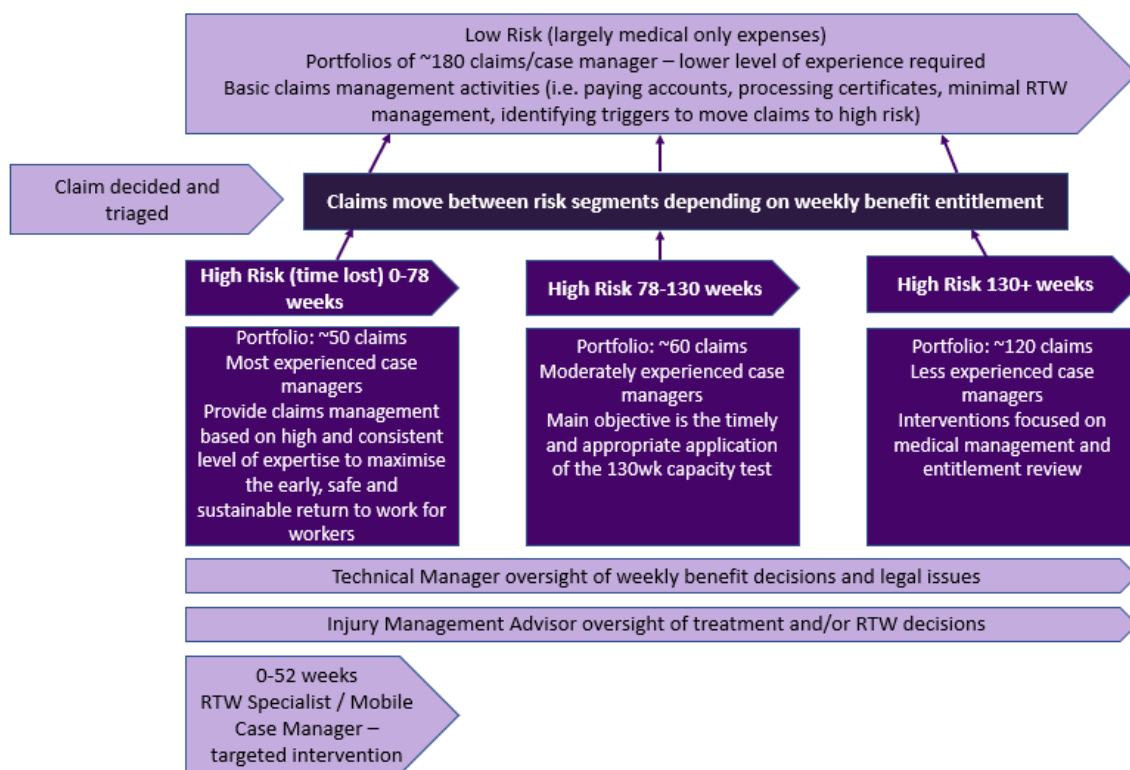 Low Risk (largely medical only expenses)
Portfolios of ~180 claims/case manager – lower level of experience required
Basic claims management activities (i.e. paying accounts, processing certificates, minimal RTW
management, identifying triggers to move claims to high risk)
Claim decided and
triaged
Claims move between risk segments depending on weekly benefit entitlement
High Risk (time lost) 0-78
weeks
Portfolio: ~50 claims
Most experienced case
managers
Provide claims management
based on high and consistent
level of expertise to maximise
the early, safe and
sustainable return to work for
workers
High Risk 78-130 weeks
Portfolio: ~60 claims
Moderately experienced case
managers
Main objective is the timely
and appropriate application
of the 130wk capacity test
High Risk 130+ weeks
Portfolio: ~120 claims
Less experienced case
managers
Interventions focused on
medical management and
entitlement review
Technical Manager oversight of weekly benefit decisions and legal issues
Injury Management Advisor oversight of treatment and/or RTW decisions
0-52 weeks
RTW Specialist / Mobile
Case Manager –
targeted intervention